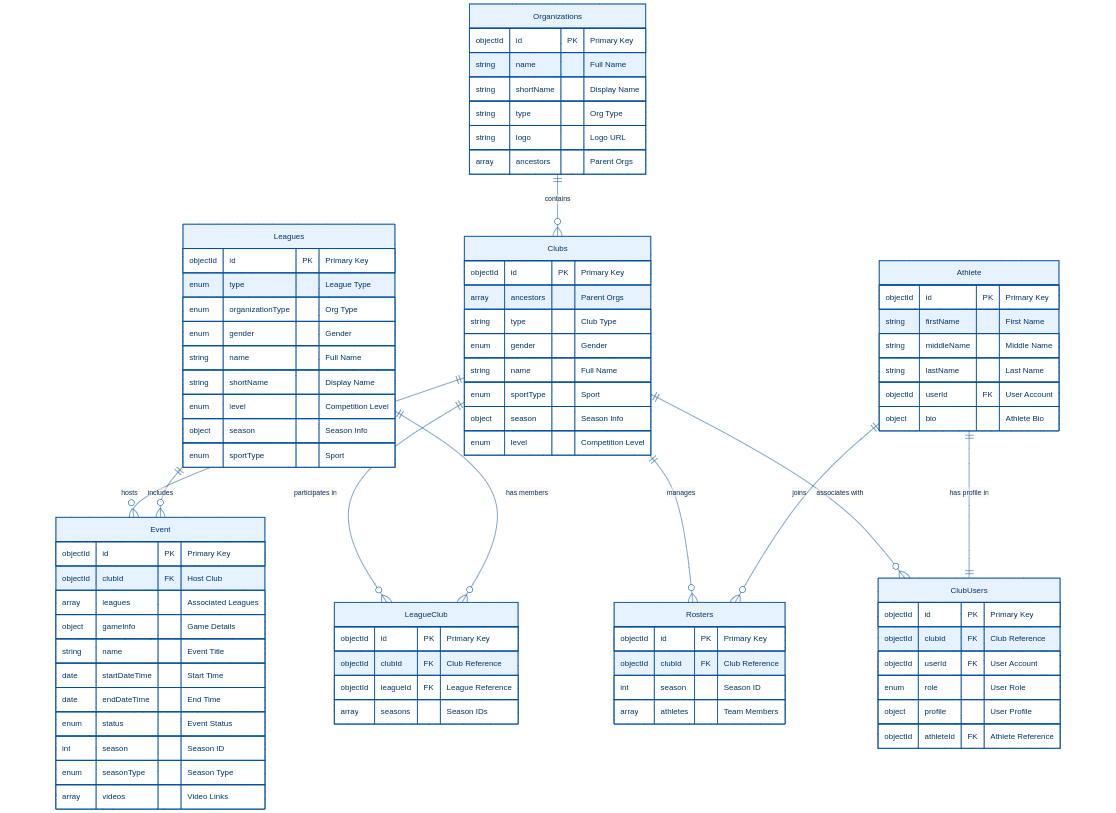 Organizations
objectId id PK Primary Key
string name Full Name
string shortName Display Name
string type Org Type
string logo Logo URL
array ancestors Parent Orgs
contains
Leagues
objectId id PK Primary Key
enum type League Type
enum organizationType Org Type
enum gender Gender
string name Full Name
string shortName Display Name
enum level Competition Level
object season Season Info
enum sportType Sport
Clubs
objectId id PK Primary Key
array ancestors Parent Orgs
string type Club Type
enum gender Gender
string name Full Name
enum sportType Sport
object season Season Info
enum level Competition Level
Athlete
objectId id PK Primary Key
string firstName First Name
string middleName Middle Name
string lastName Last Name
objectId userId FK User Account
object bio Athlete Bio
hosts includes participates in has members manages joins associates with has profile in
Event
objectId id PK Primary Key
objectId clubId FK Host Club
array leagues Associated Leagues
object gameInfo Game Details
string name Event Title
date startDateTime Start Time
date endDateTime End Time
enum status Event Status
int season Season ID
enum seasonType Season Type
array videos Video Links
LeagueClub
objectId id PK Primary Key
objectId clubId FK Club Reference
objectId leagueId FK League Reference
array seasons Season IDs
Rosters
objectId id PK Primary Key
objectId clubId FK Club Reference
int season Season ID
array athletes Team Members
ClubUsers
objectId id PK Primary Key
objectId clubId FK Club Reference
objectId userId FK User Account
enum role User Role
object profile User Profile
objectId athleteId FK Athlete Reference